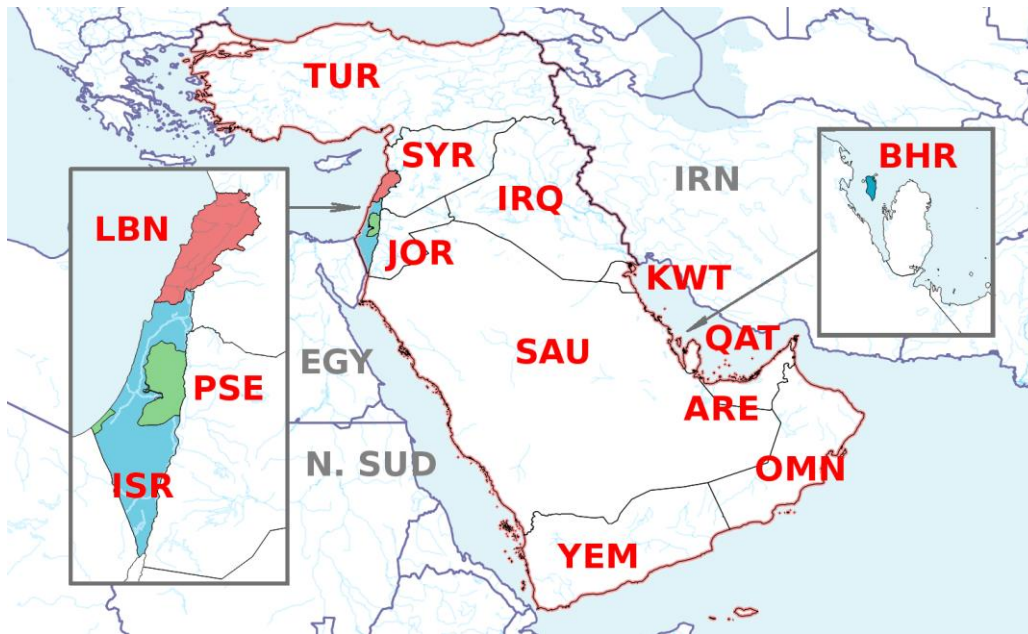 TUR
SYR
BHR
IRN
LBN
IRQ
JOR
KWT
QAT
SAU
EGY
PSE
ARE
N. SUD
OMN
ISR
YEM